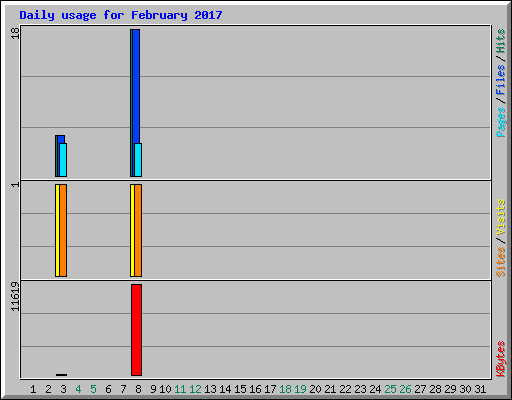 Daily usage for February 2017
18
Pages / Files / Hits
1
Sites / Visits
11619
KBytes
1 2 3 4 5 6 7 8 9 10 11 12 13 14 15 16 17 18 19 20 21 22 23 24 25 26 27 28 29 30 31